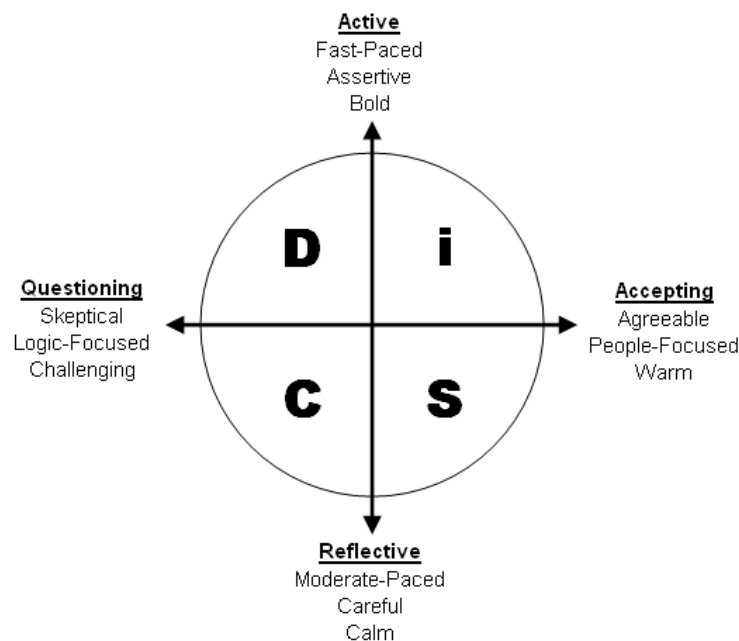 Active
Fast-Paced
Assertive
Bold
D
i
Questioning
Skeptical
Logic-Focused
Challenging
Accepting
Agreeable
People-Focused
Warm
C
S
Reflective
Moderate-Paced
Careful
Calm